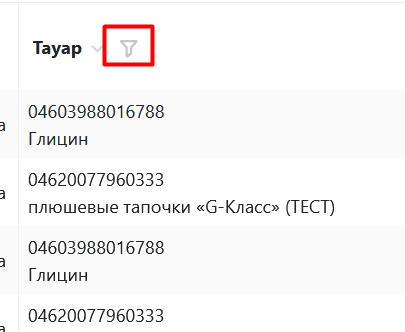 Тауар
04603988016788
а
Глицин
04620077960333
а
плюшевые тапочки «G-Класс» (ТЕСТ)
04603988016788
а
Глицин
04620077960333
а